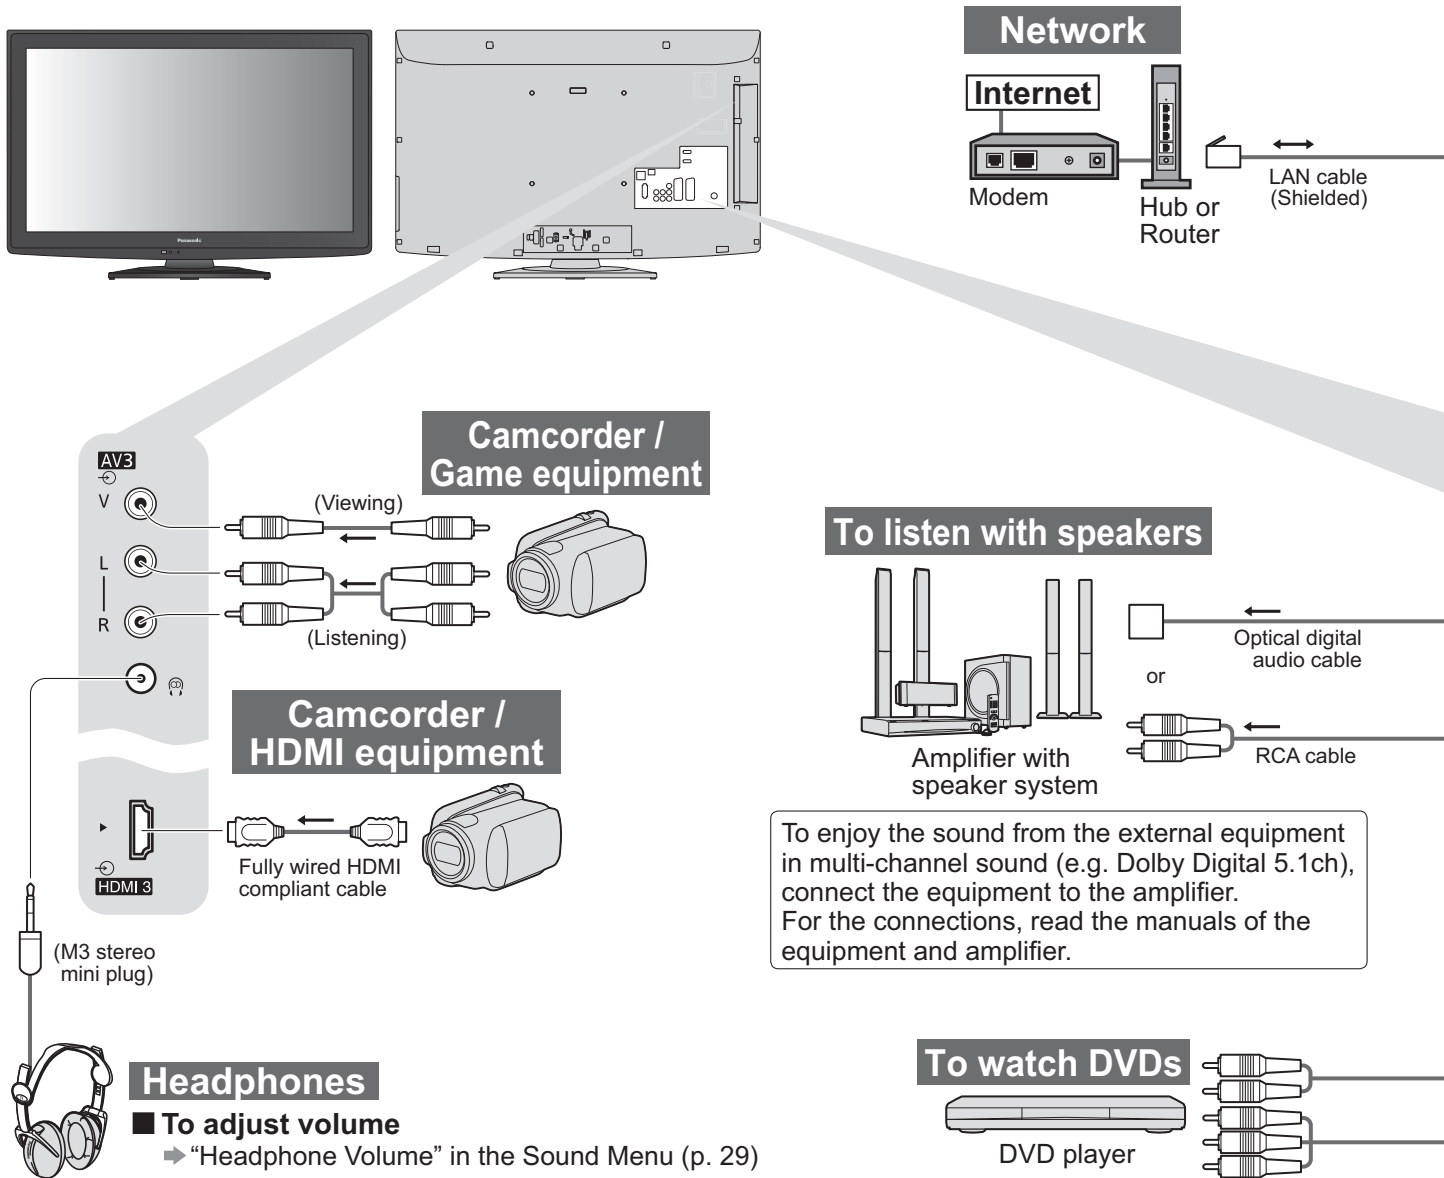 Panasonic
Network
Internet
Modem
Hub or
Router
LAN cable
(Shielded)
Camcorder /
Game equipment
AV3
V
L
R
(Viewing)
(Listening)
Camcorder /
HDMI equipment
Fully wired HDMI
compliant cable
HDMI 3
(M3 stereo
mini plug)
Headphones
■ To adjust volume
➡ “Headphone Volume” in the Sound Menu (p. 29)
To listen with speakers
Optical digital
audio cable
or
RCA cable
Amplifier with
speaker system
To enjoy the sound from the external equipment
in multi-channel sound (e.g. Dolby Digital 5.1ch),
connect the equipment to the amplifier.
For the connections, read the manuals of the
equipment and amplifier.
To watch DVDs
DVD player